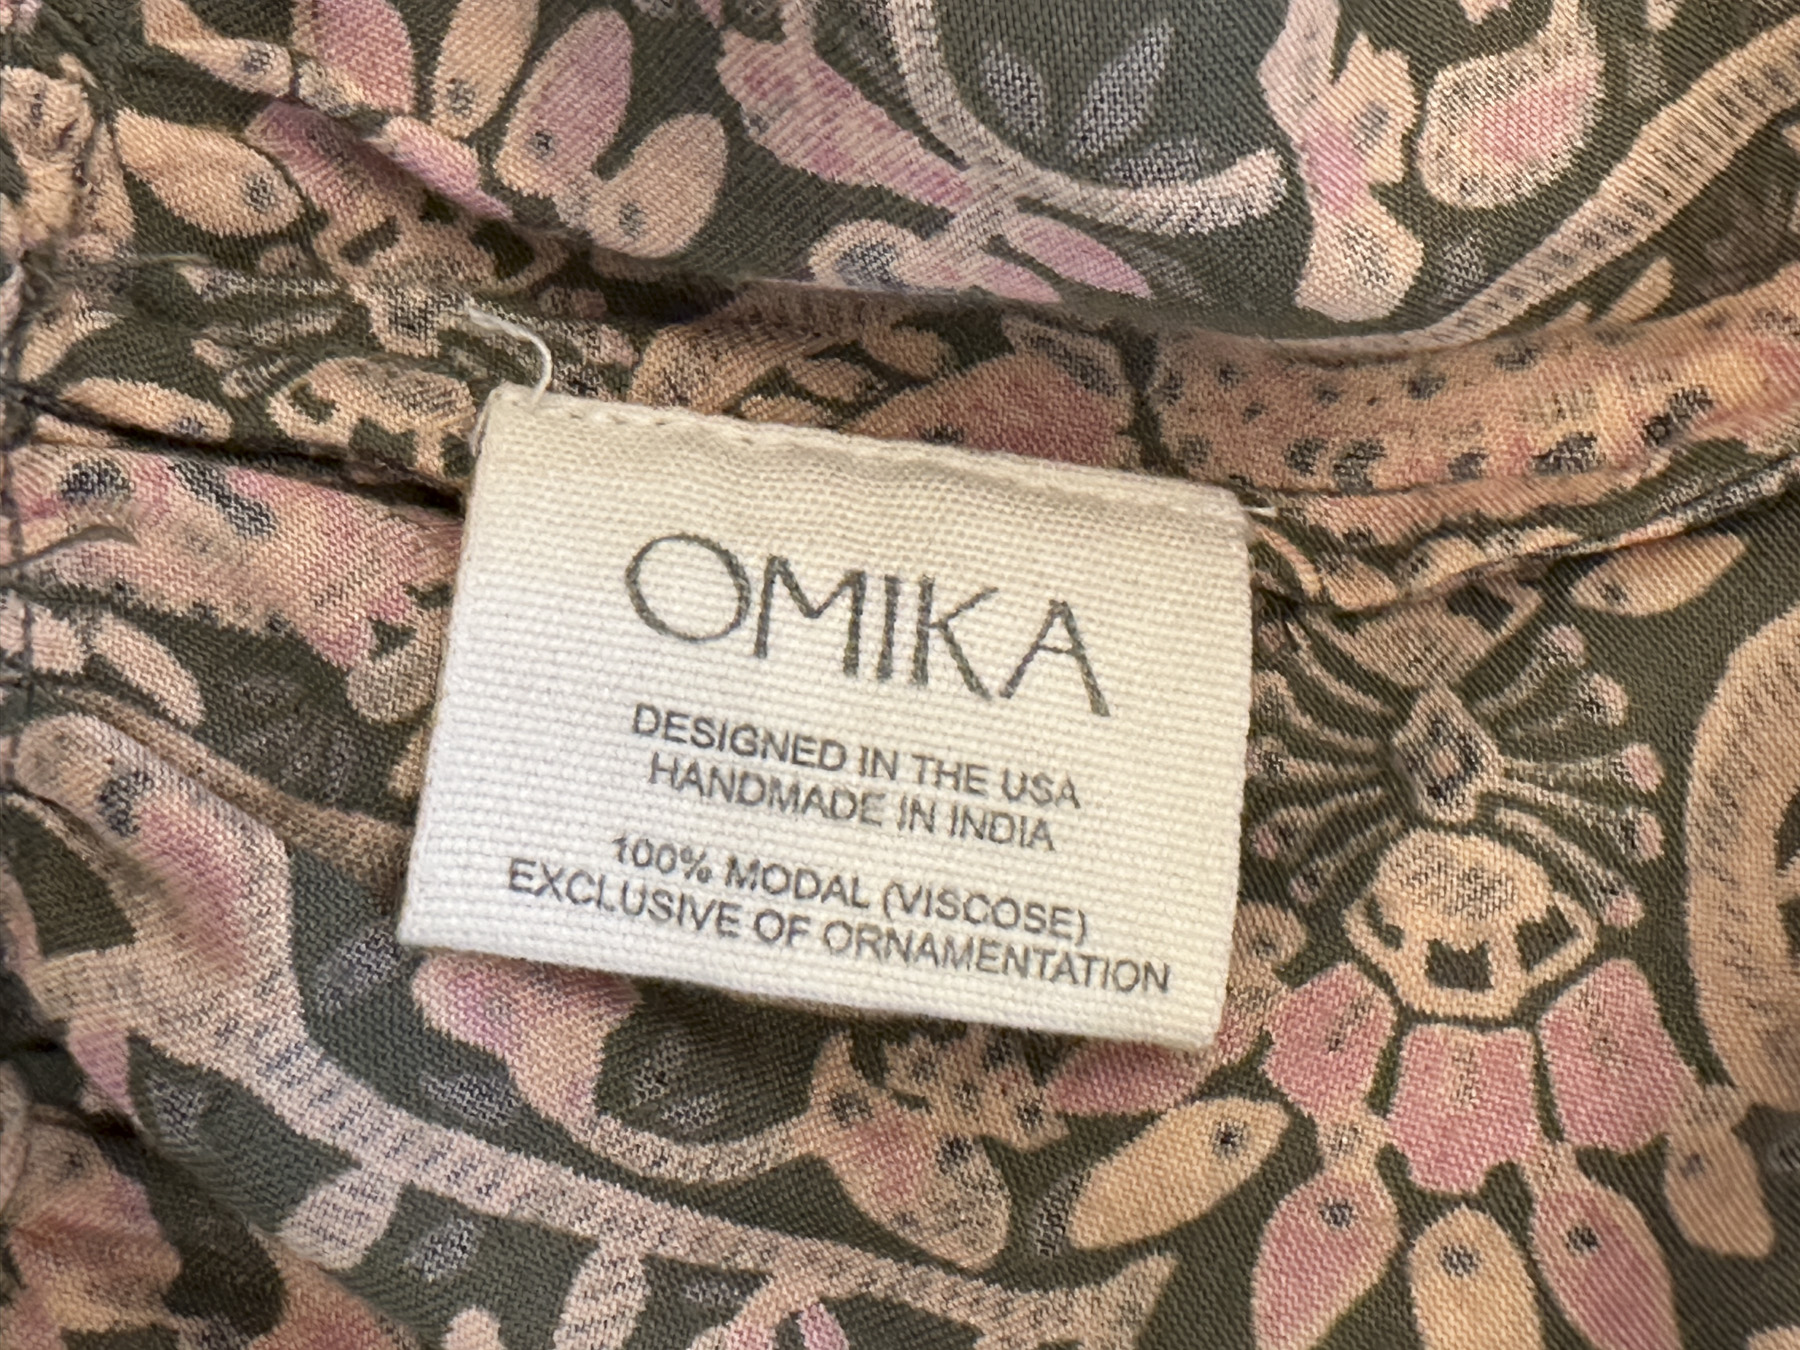 OMIKA
DESIGNED IN THE USA
HANDMADE IN INDIA
100% MODAL (VISCOSE)
EXCLUSIVE OF ORNAMENTATION